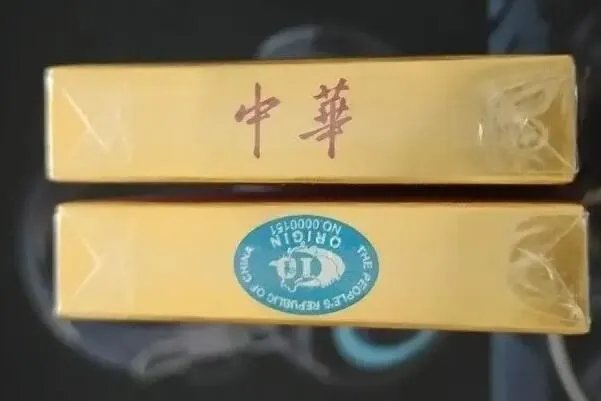 中華
THE PEOPLE'S REPUBLIC OF CHINA
ORIGIN
NO.0000151